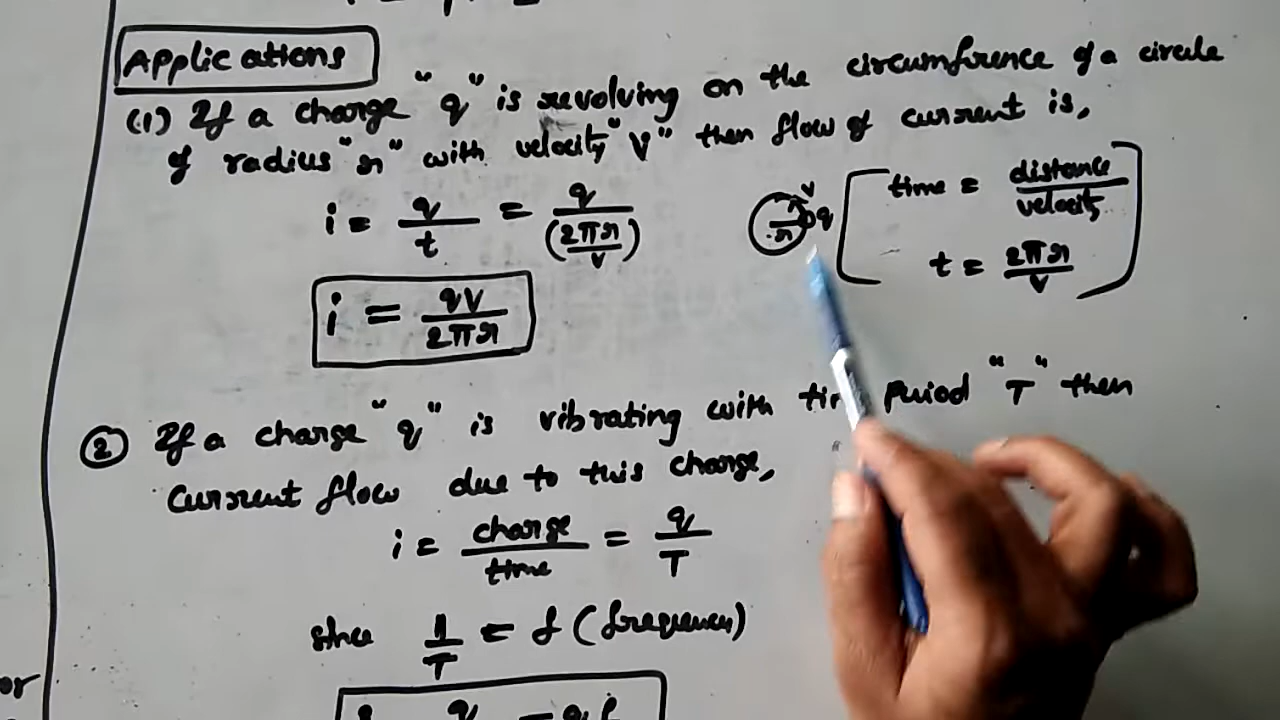 Applications
(1) If a charge "q" is revolving on the circumfrence of a circle
of radius "r" with velocity "V" then flow of current is,
i = q/t = q/(2πr/v)
v
r
q
[time = distance/velocity
t = 2πr/v]
i = qV/2πr
(2) If a charge "q" is vibrating with period "T" then
current flow due to this charge,
i = charge/time = q/T
since 1/T = f (frequency)
or